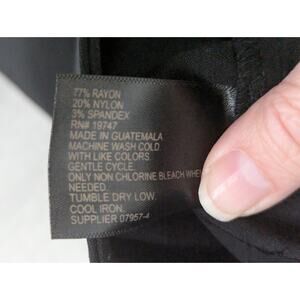 77% RAYON
20% NYLON
3% SPANDEX
RN# 19747
MADE IN GUATEMALA
MACHINE WASH COLD
WITH LIKE COLORS.
GENTLE CYCLE.
ONLY NON CHLORINE BLEACH WHE
NEEDED.
TUMBLE DRY LOW.
COOL IRON.
SUPPLIER 07957-4